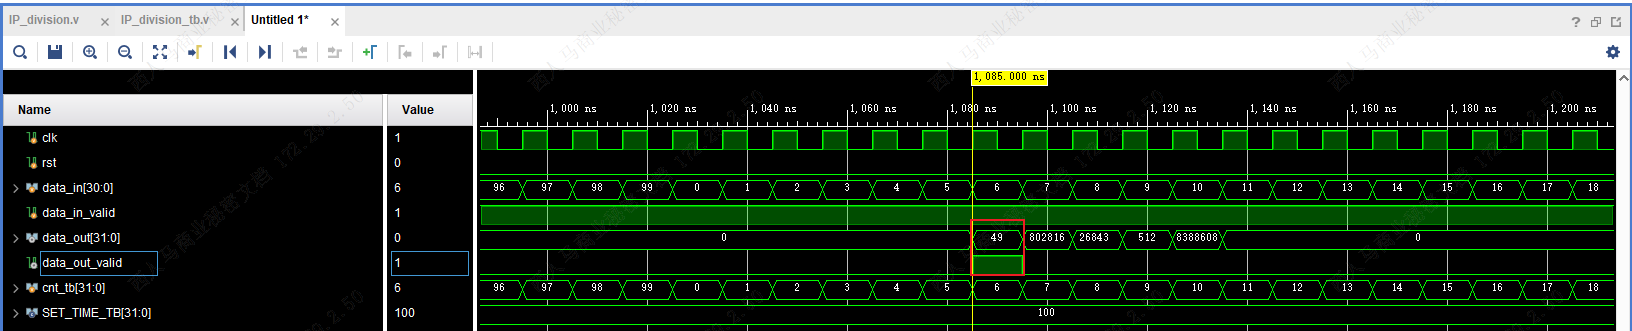 IP_division.v × IP_division_tb.v × Untitled 1* ×
?
1,085.000 ns
Name Value
1,000 ns 1,020 ns 1,040 ns 1,060 ns 1,080 ns 1,100 ns 1,120 ns 1,140 ns 1,160 ns 1,180 ns 1,200 ns
clk 1
rst 0
data_in[30:0] 6 96 97 98 99 0 1 2 3 4 5 6 7 8 9 10 11 12 13 14 15 16 17 18
data_in_valid 1
data_out[31:0] 0 0 49 802816 26843 512 8388608 0
data_out_valid 1
cnt_tb[31:0] 6 96 97 98 99 0 1 2 3 4 5 6 7 8 9 10 11 12 13 14 15 16 17 18
SET_TIME_TB[31:0] 100 100